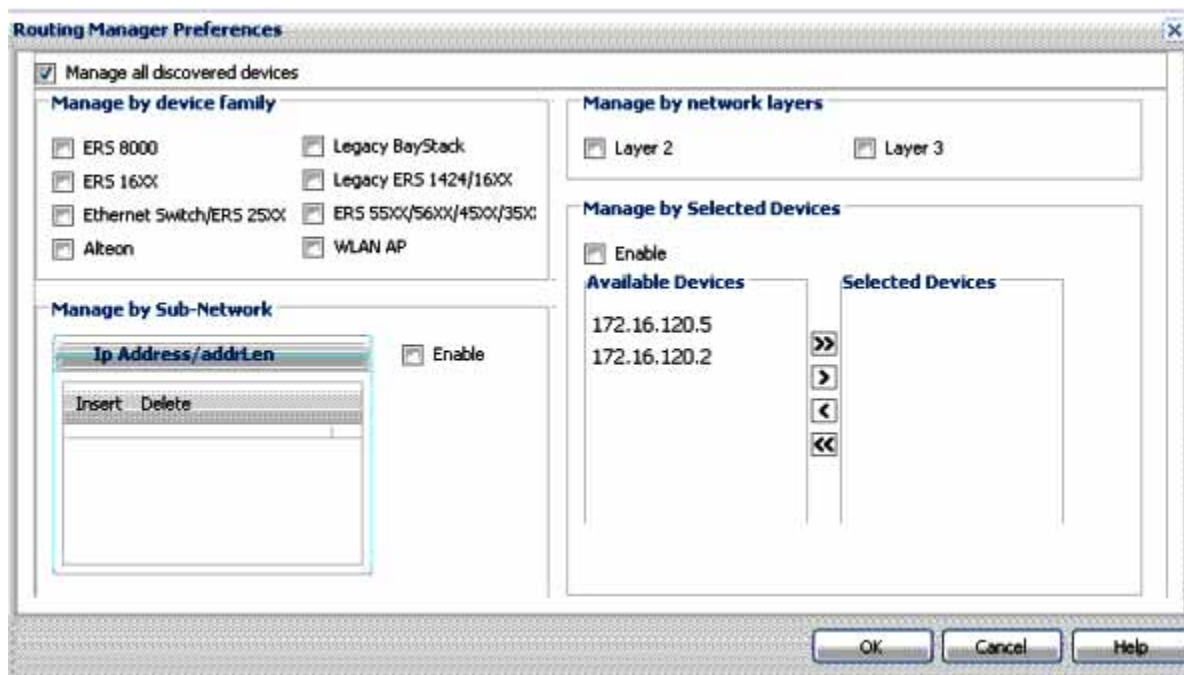 Routing Manager Preferences
Manage all discovered devices
Manage by device family
ERS 8000
Legacy BayStack
ERS 16XX
Legacy ERS 1424/16XX
Ethernet Switch/ERS 25XX
ERS 55XX/56XX/45XX/35X
Alteon
WLAN AP
Manage by Sub-Network
Ip Address/addrLen
Enable
Insert Delete
Manage by network layers
Layer 2
Layer 3
Manage by Selected Devices
Enable
Available Devices
Selected Devices
172.16.120.5
172.16.120.2
>>
>
<
<<
OK
Cancel
Help